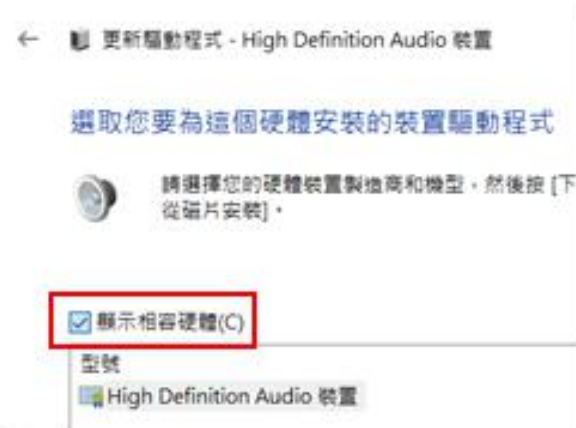 更新驅動程式 - High Definition Audio 裝置
選取您要為這個硬體安裝的裝置驅動程式
請選擇您的硬體裝置製造商和機型，然後按 [下
從磁片安裝]。
顯示相容硬體(C)
型號
High Definition Audio 裝置